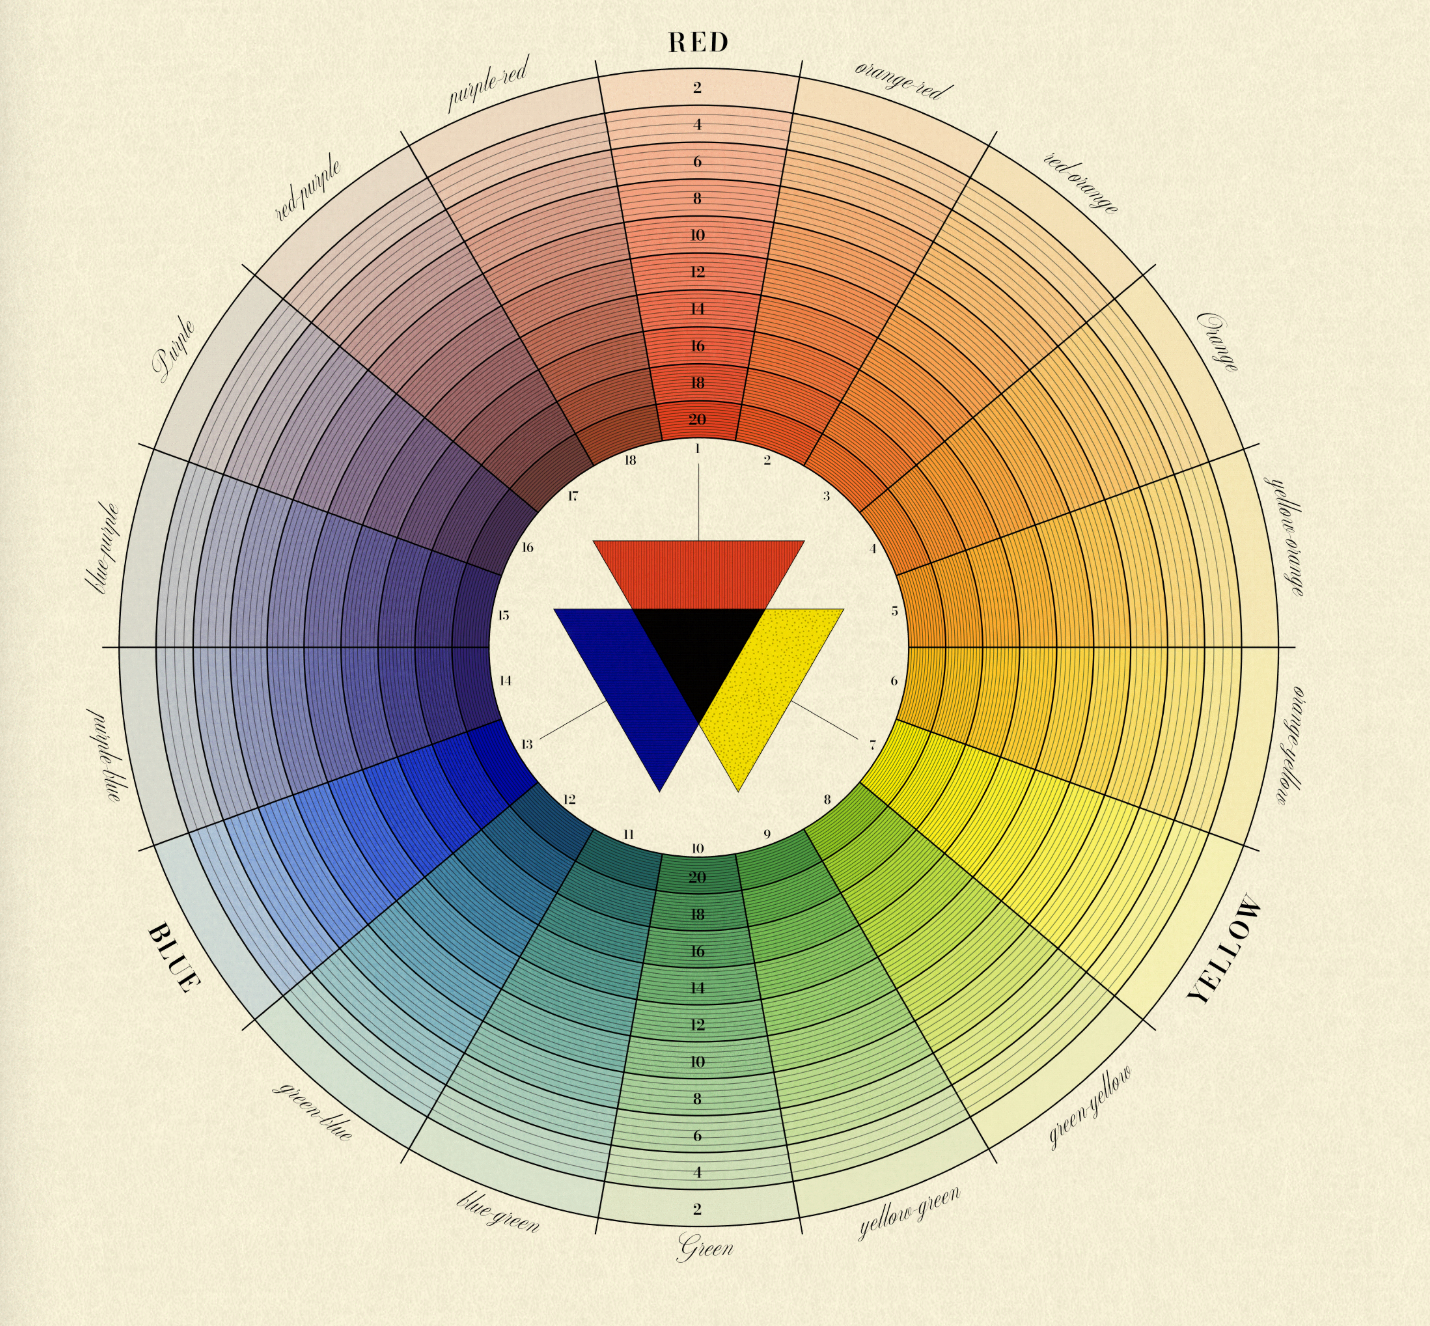 RED
orange-red
red-orange
Orange
yellow-orange
orange-yellow
YELLOW
green-yellow
yellow-green
Green
blue-green
green-blue
BLUE
purple-blue
blue-purple
Purple
red-purple
purple-red
2
4
6
8
10
12
14
16
18
20
1
2
3
4
5
6
7
8
9
10
11
12
13
14
15
16
17
18
20
18
16
14
12
10
8
6
4
2